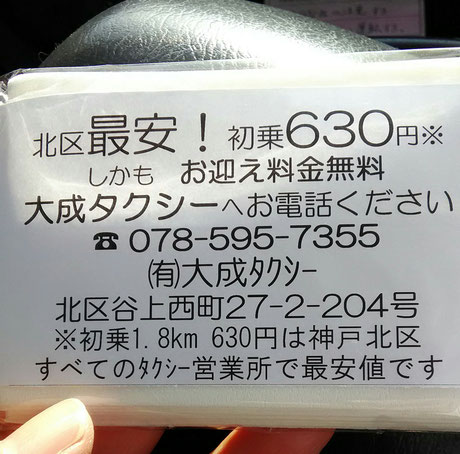 北区最安！初乗630円※
しかも お迎え料金無料
大成タクシーへお電話ください
☎078-595-7355
㈲大成ﾀｸｼｰ
北区谷上西町27-2-204号
※初乗1.8km 630円は神戸北区
すべてのﾀｸｼｰ営業所で最安値です